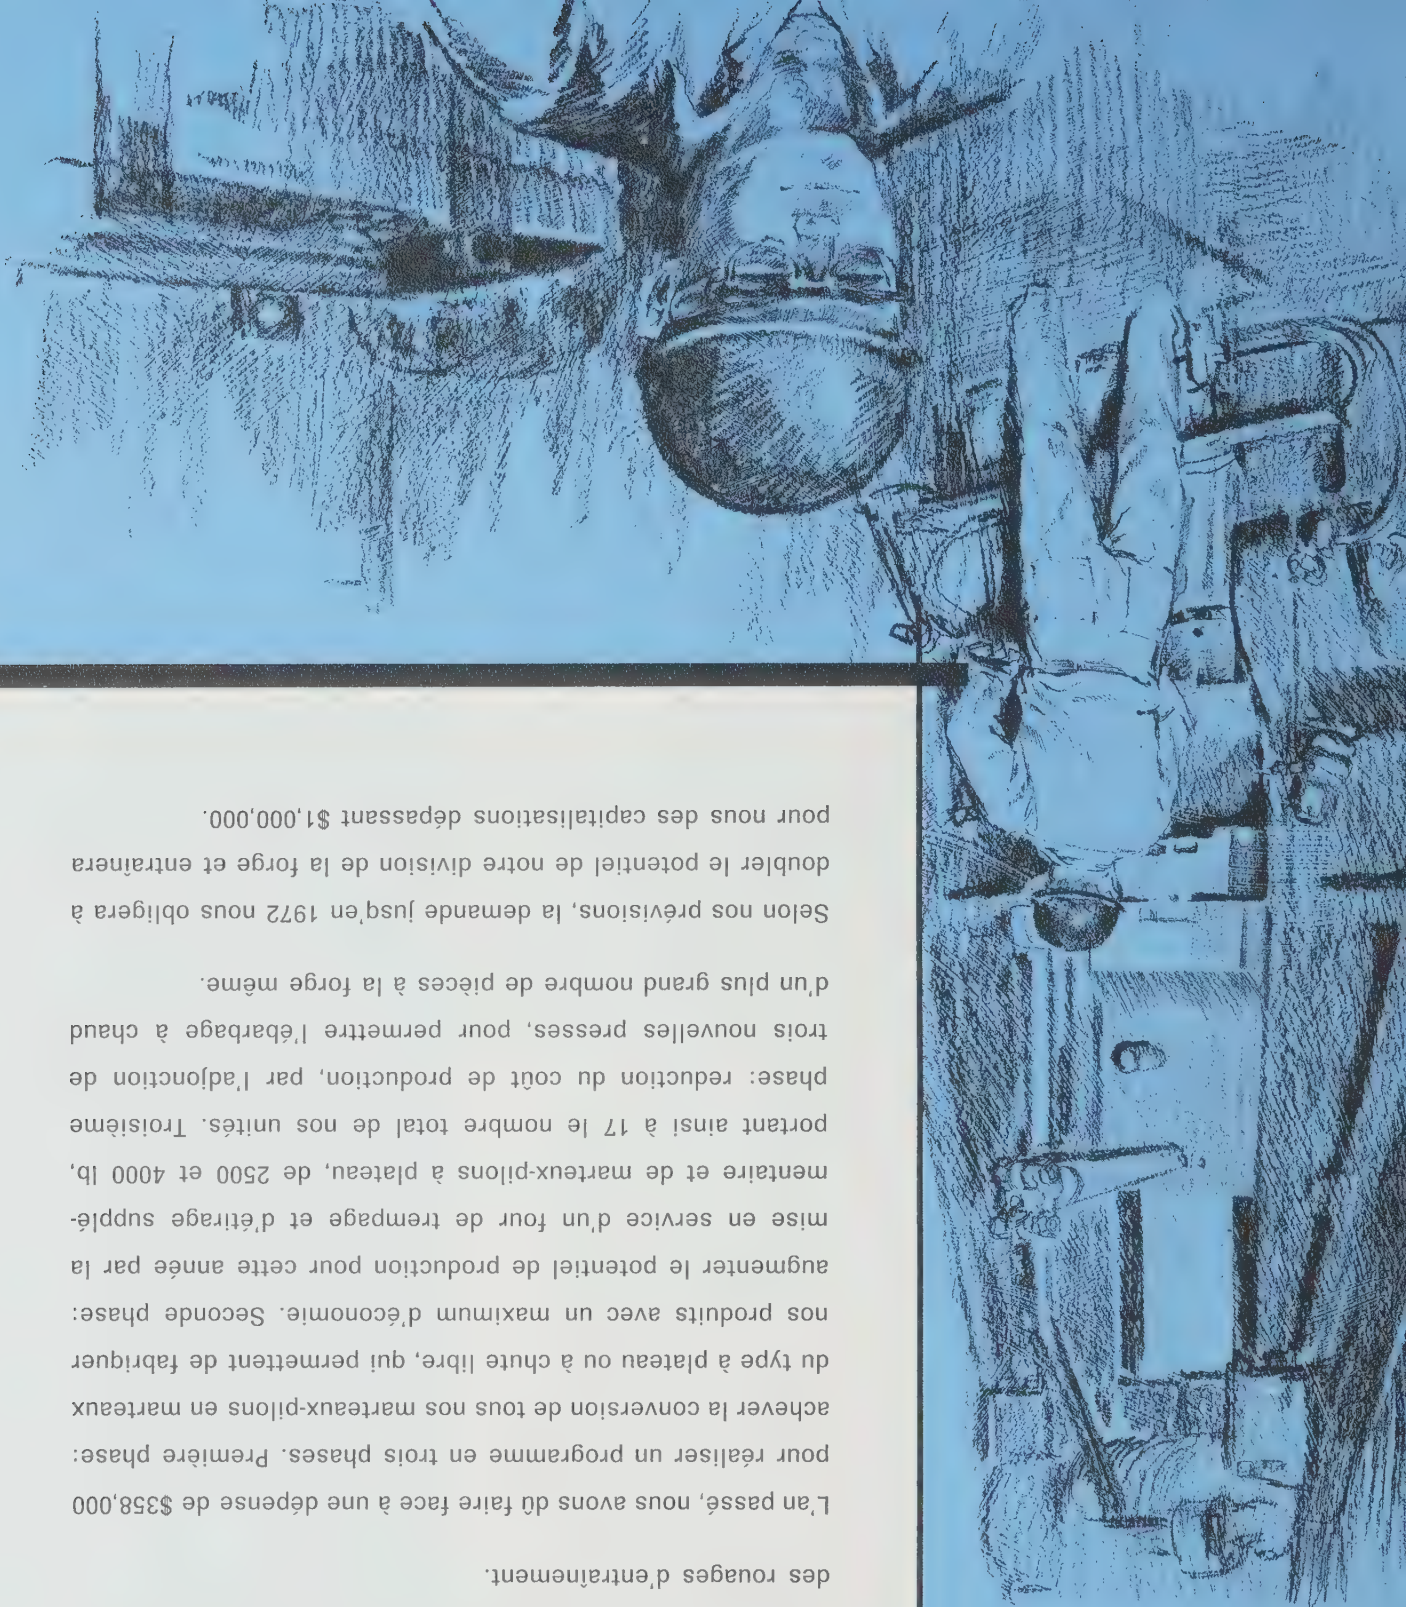 des rouages d'entraînement.
L'an passé, nous avons dû faire face à une dépense de $358,000
pour réaliser un programme en trois phases. Première phase:
achever la conversion de tous nos marteaux-pilons en marteaux
du type à plateau ou à chute libre, qui permettent de fabriquer
nos produits avec un maximum d'économie. Seconde phase:
augmenter le potentiel de production pour cette année par la
mise en service d'un four de trempage et d'étirage supplé-
mentaire et de marteux-pilons à plateau, de 2500 et 4000 lb,
portant ainsi à 17 le nombre total de nos unités. Troisième
phase: reduction du coût de production, par l'adjonction de
trois nouvelles presses, pour permettre l'ébarbage à chaud
d'un plus grand nombre de pièces à la forge même.
Selon nos prévisions, la demande jusq'en 1972 nous obligera à
doubler le potentiel de notre division de la forge et entraînera
pour nous des capitalisations dépassant $1,000,000.